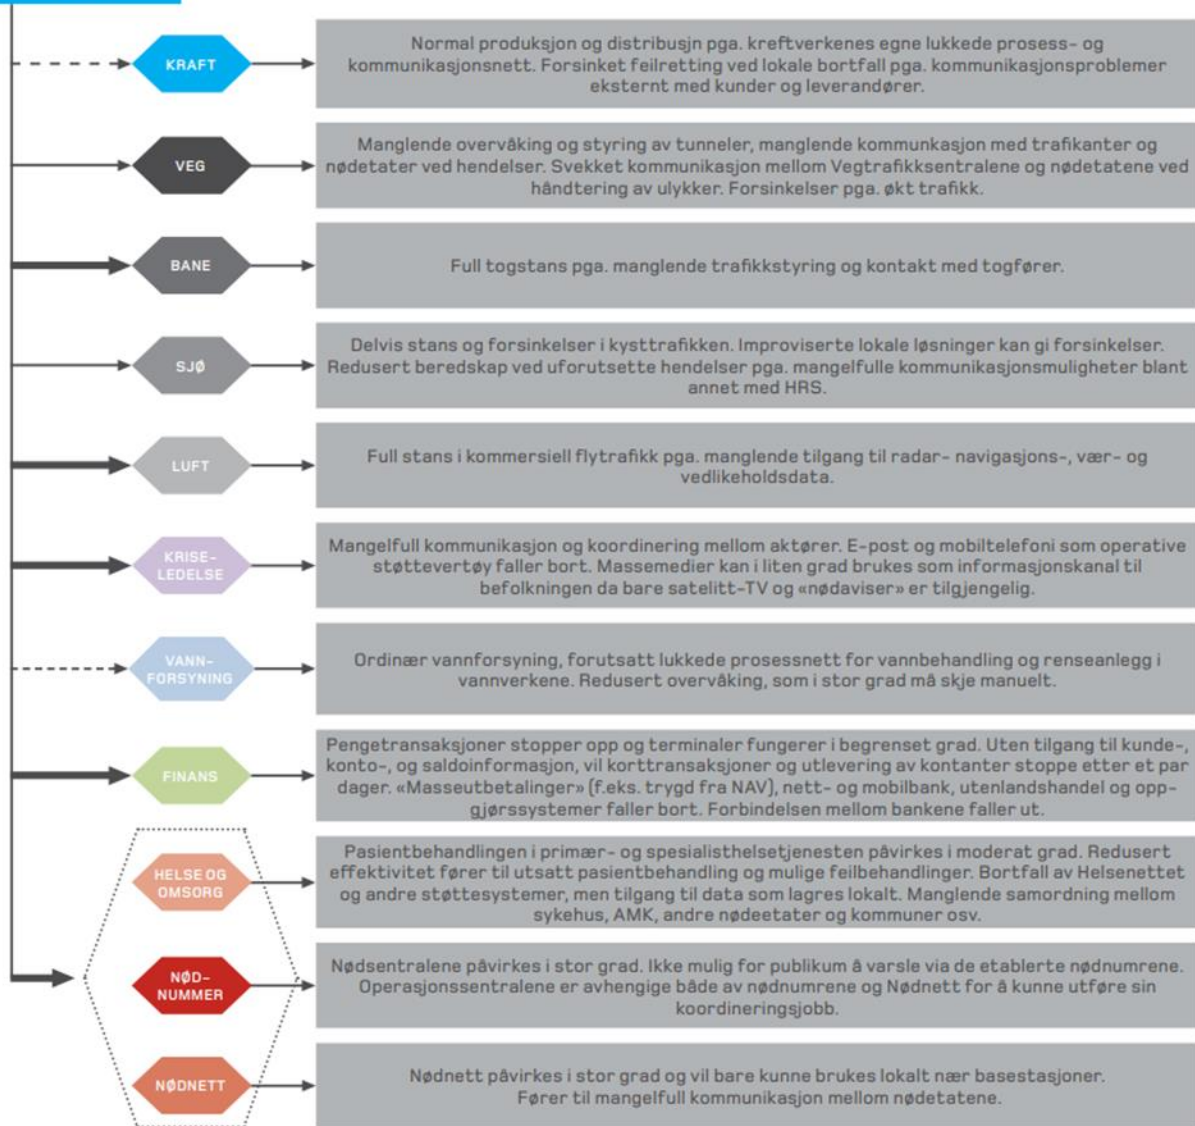 KRAFT
Normal produksjon og distribusjn pga. kreftverkenes egne lukkede prosess- og
kommunikasjonsnett. Forsinket feilretting ved lokale bortfall pga. kommunikasjonsproblemer
eksternt med kunder og leverandører.
VEG
Manglende overvåking og styring av tunneler, manglende kommunkasjon med trafikanter og
nødetater ved hendelser. Svekket kommunikasjon mellom Vegtrafikksentralene og nødetatene ved
håndtering av ulykker. Forsinkelser pga. økt trafikk.
BANE
Full togstans pga. manglende trafikkstyring og kontakt med togfører.
SJØ
Delvis stans og forsinkelser i kysttrafikken. Improviserte lokale løsninger kan gi forsinkelser.
Redusert beredskap ved uforutsette hendelser pga. mangelfulle kommunikasjonsmuligheter blant
annet med HRS.
LUFT
Full stans i kommersiell flytrafikk pga. manglende tilgang til radar- navigasjons-, vær- og
vedlikeholdsdata.
KRISE-
LEDELSE
Mangelfull kommunikasjon og koordinering mellom aktører. E-post og mobiltelefoni som operative
støttevertøy faller bort. Massemedier kan i liten grad brukes som informasjonskanal til
befolkningen da bare satelitt-TV og «nødaviser» er tilgjengelig.
VANN-
FORSYNING
Ordinær vannforsyning, forutsatt lukkede prosessnett for vannbehandling og renseanlegg i
vannverkene. Redusert overvåking, som i stor grad må skje manuelt.
FINANS
Pengetransaksjoner stopper opp og terminaler fungerer i begrenset grad. Uten tilgang til kunde-,
konto-, og saldoinformasjon, vil korttransaksjoner og utlevering av kontanter stoppe etter et par
dager. «Masseutbetalinger» (f.eks. trygd fra NAV), nett- og mobilbank, utenlandshandel og opp-
gjørssystemer faller bort. Forbindelsen mellom bankene faller ut.
HELSE OG
OMSORG
Pasientbehandlingen i primær- og spesialisthelsetjenesten påvirkes i moderat grad. Redusert
effektivitet fører til utsatt pasientbehandling og mulige feilbehandlinger. Bortfall av Helsenettet
og andre støttesystemer, men tilgang til data som lagres lokalt. Manglende samordning mellom
sykehus, AMK, andre nødeetater og kommuner osv.
NØD-
NUMMER
Nødsentralene påvirkes i stor grad. Ikke mulig for publikum å varsle via de etablerte nødnumrene.
Operasjonssentralene er avhengige både av nødnumrene og Nødnett for å kunne utføre sin
koordineringsjobb.
NØDNETT
Nødnett påvirkes i stor grad og vil bare kunne brukes lokalt nær basestasjoner.
Fører til mangelfull kommunikasjon mellom nødetatene.